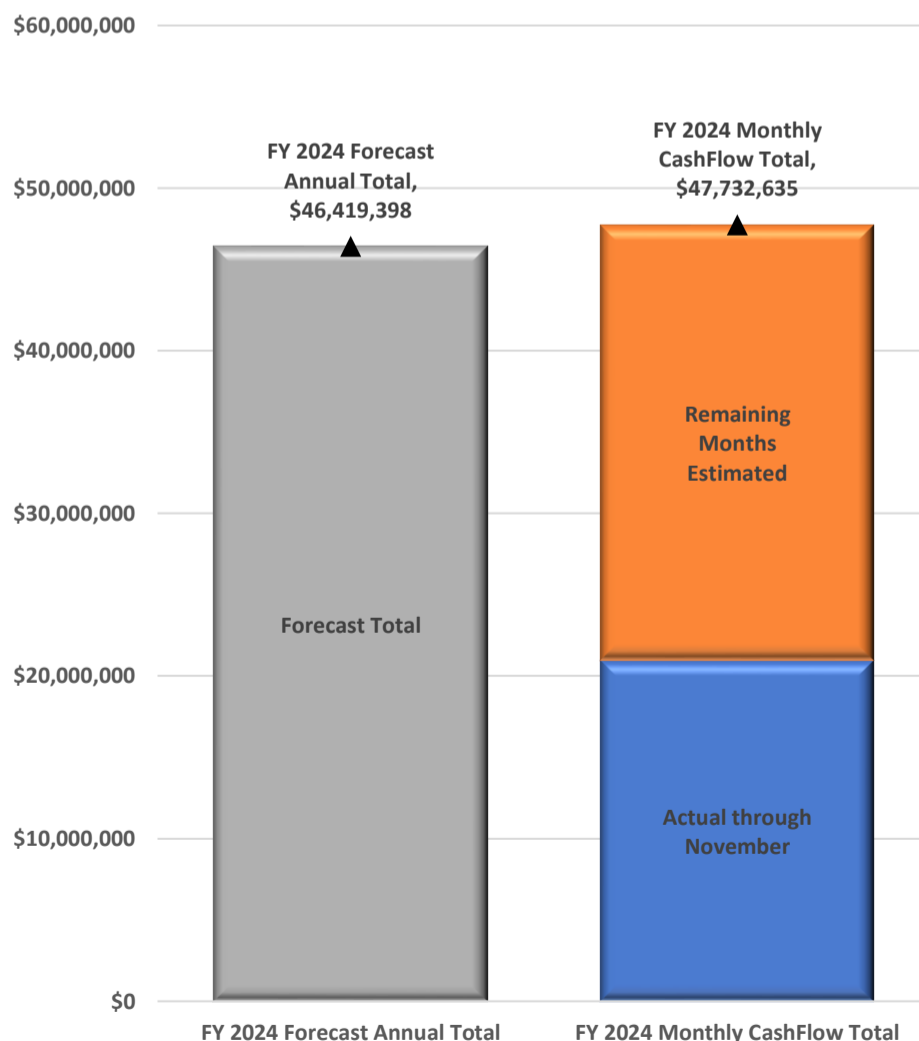 $60,000,000
FY 2024 Monthly
CashFlow Total,
$47,732,635
FY 2024 Forecast
Annual Total,
$46,419,398
$50,000,000
$40,000,000
Remaining
Months
Estimated
$30,000,000
Forecast Total
$20,000,000
Actual through
November
$10,000,000
$0
FY 2024 Forecast Annual Total
FY 2024 Monthly CashFlow Total